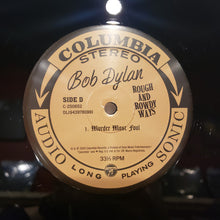 COLUMBIA
STEREO
Bob Dylan
SIDE D
ROUGH
AND
ROWDY
WAYS
1. Murder Most Foul
33⅓ RPM
AUDIO
LONG PLAYING
SONIC